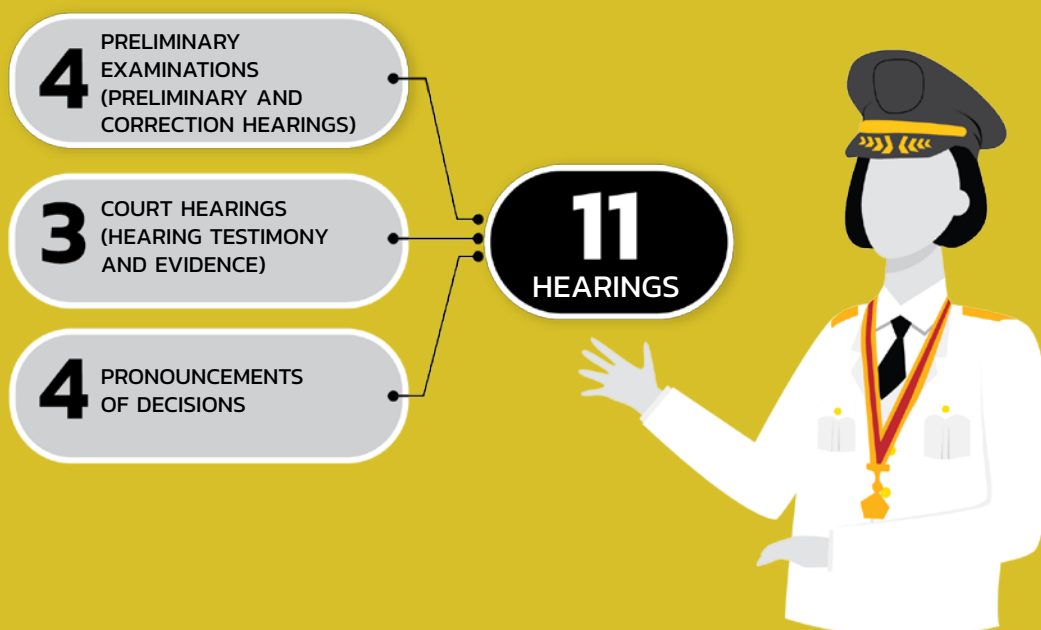 4
PRELIMINARY
EXAMINATIONS
(PRELIMINARY AND
CORRECTION HEARINGS)
3
COURT HEARINGS
(HEARING TESTIMONY
AND EVIDENCE)
4
PRONOUNCEMENTS
OF DECISIONS
11
HEARINGS